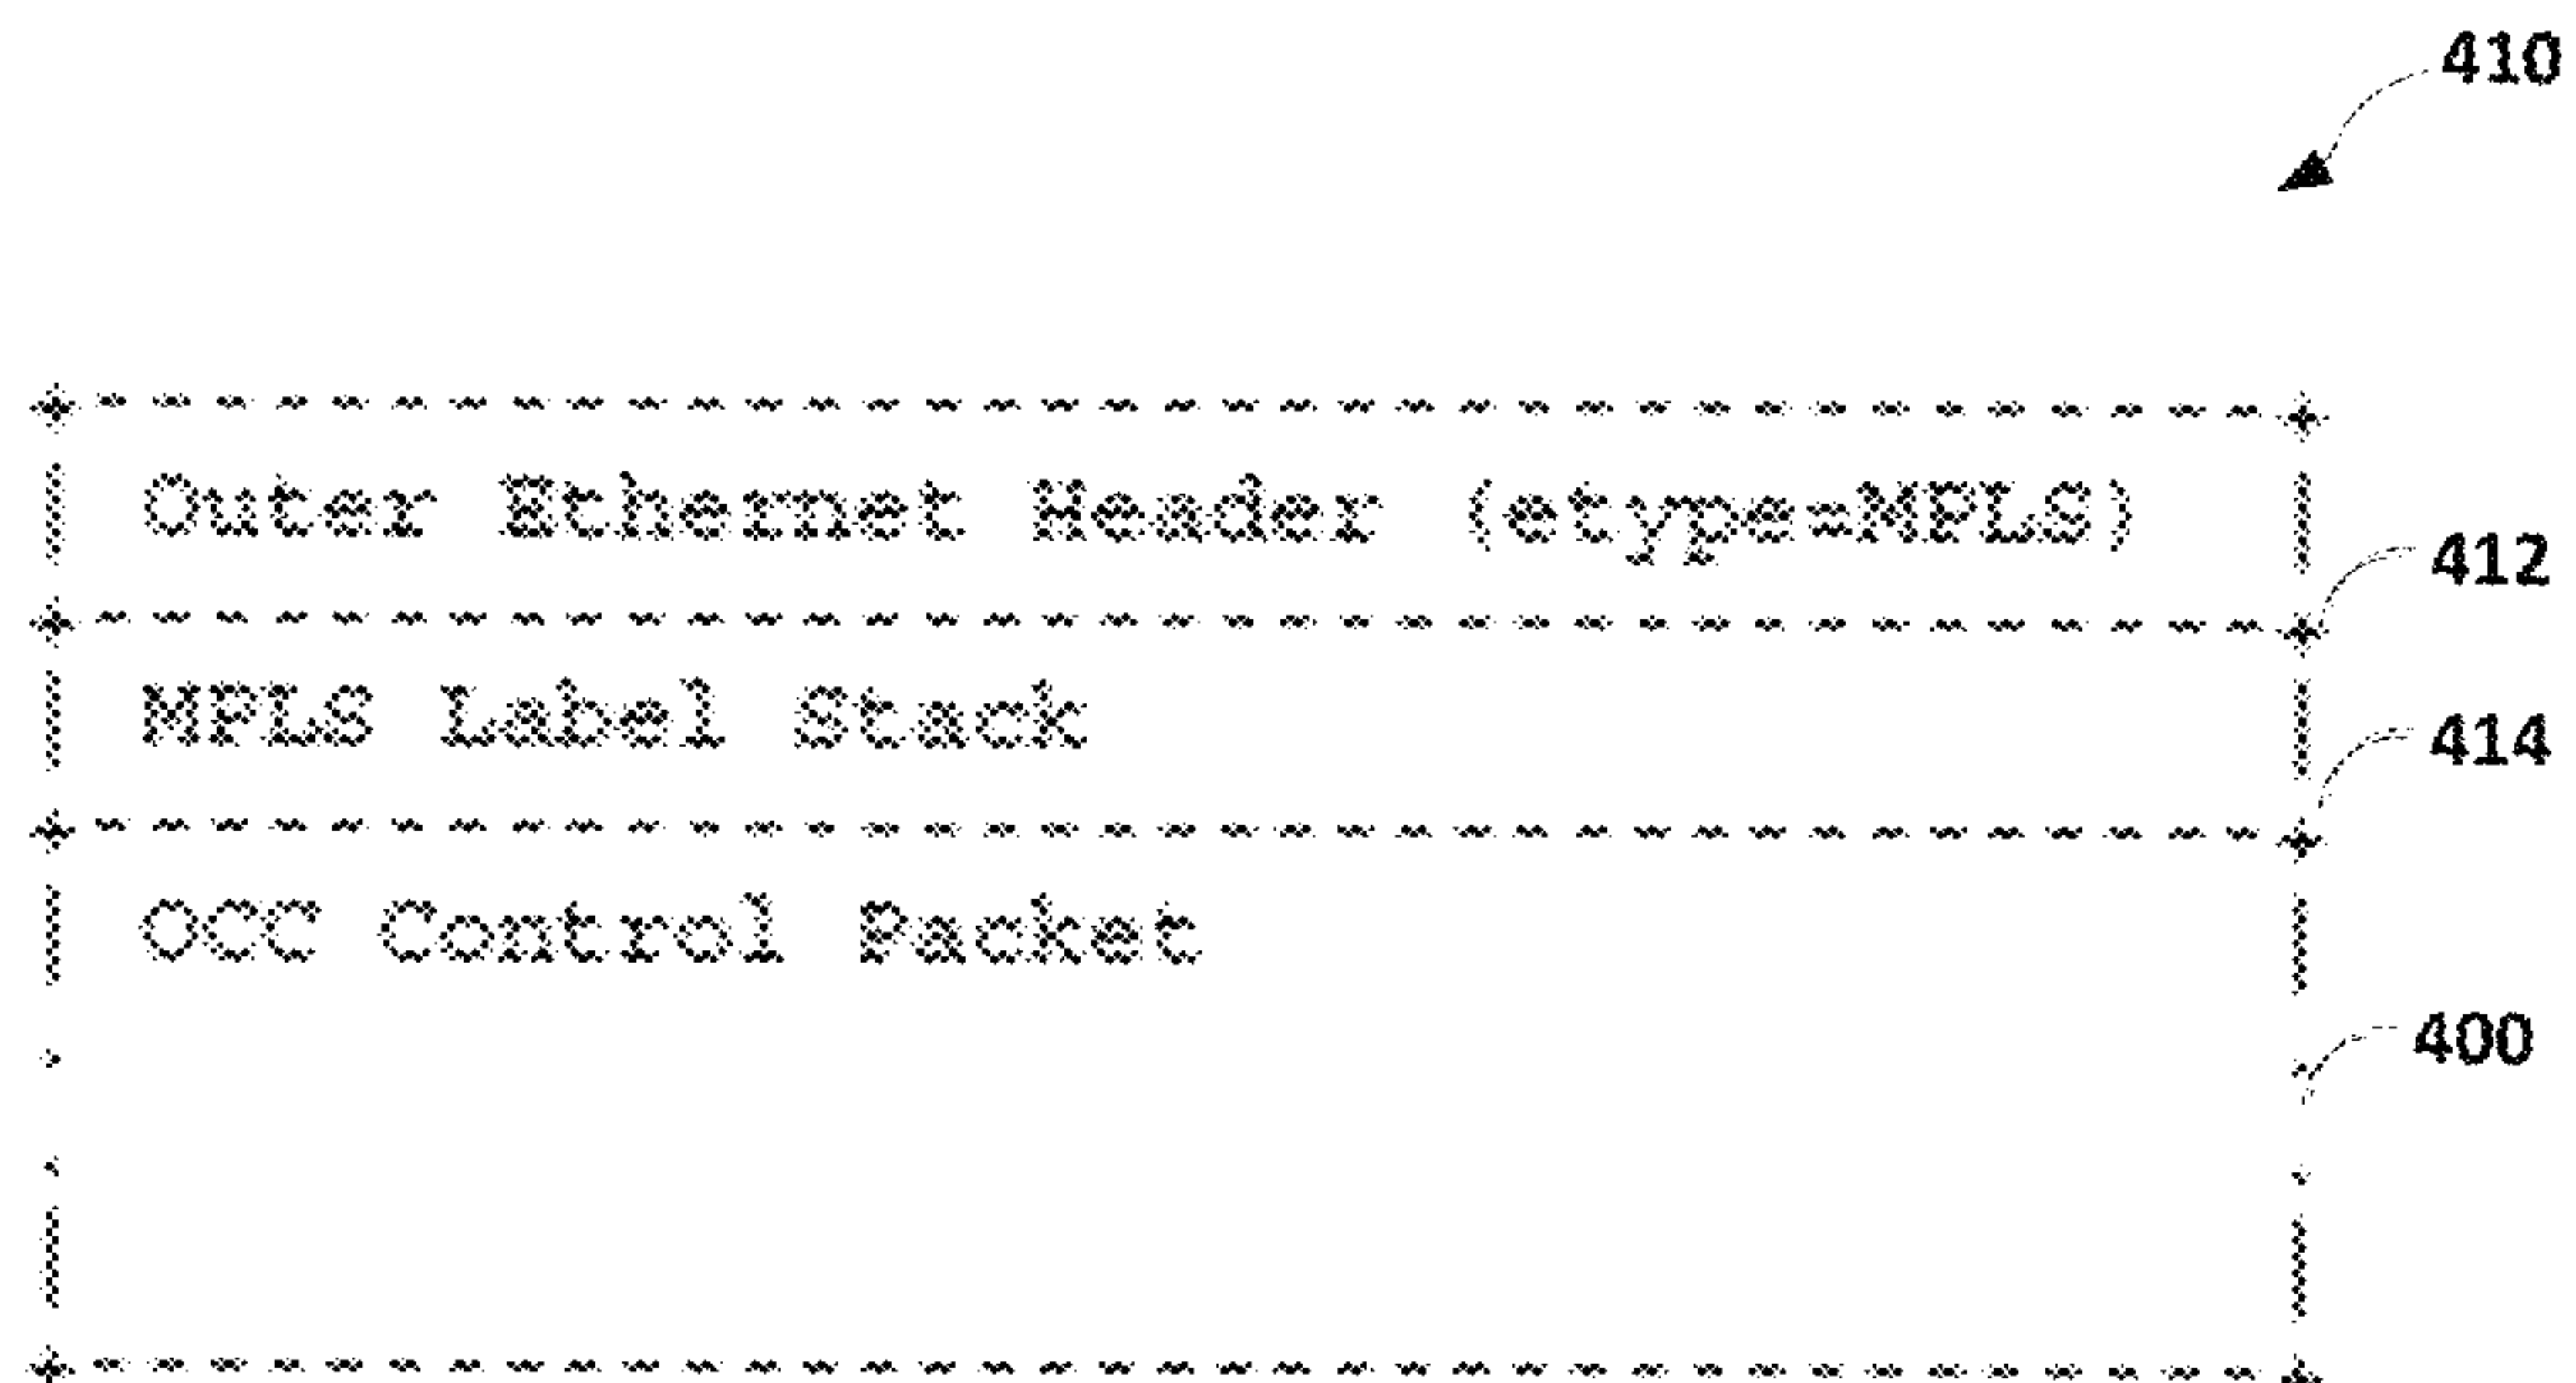 410
Outer Ethernet Header (etype=MPLS)
412
MPLS Label Stack
414
OCC Control Packet
400